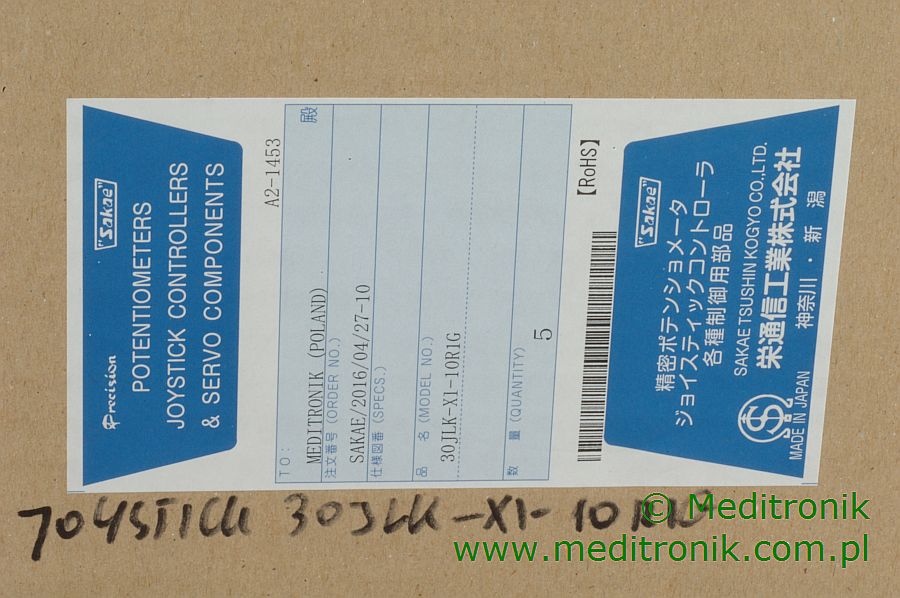 "Sakae"
Precision
POTENTIOMETERS
JOYSTICK CONTROLLERS
& SERVO COMPONENTS
A2-1453
TO: 殿
MEDITRONIK (POLAND)
注文番号 (ORDER NO.)
SAKAE/2016/04/27-10
仕様図番 (SPECS.)
品 名 (MODEL NO.)
30JLK-X1-10R1G
数 量 (QUANTITY)
5
【RoHS】
"Sakae"
精密ポテンショメータ
ジョイスティックコントローラ
各種制御用部品
SAKAE TSUSHIN KOGYO CO.,LTD.
栄通信工業株式会社
神奈川・新潟
MADE IN JAPAN
JOYSTICK 30JLK-X1-10
© Meditronik
www.meditronik.com.pl